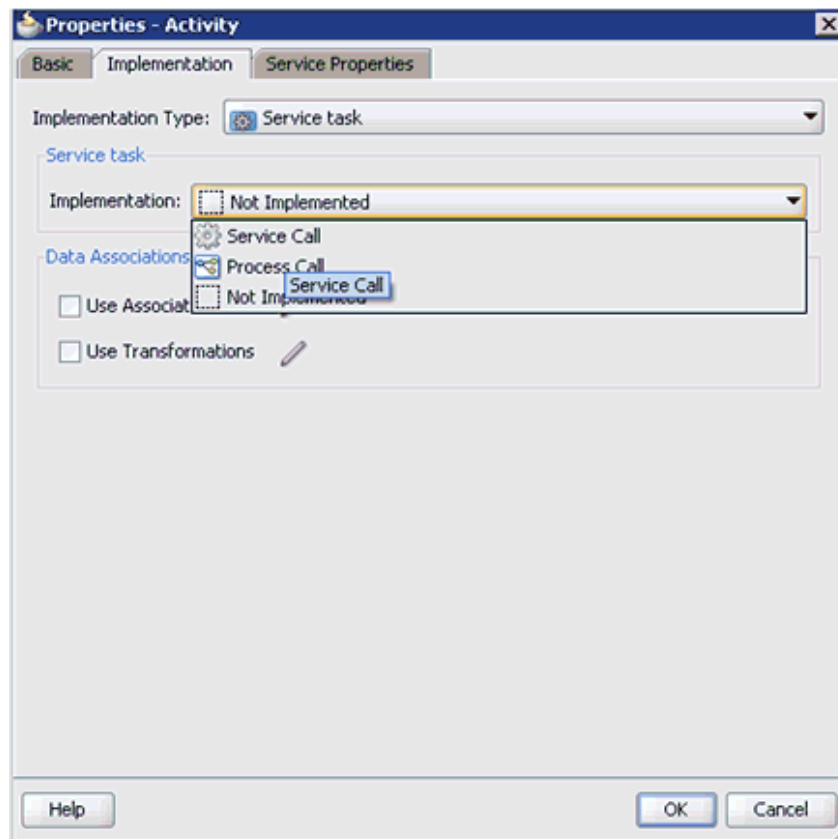 Properties - Activity
Basic Implementation Service Properties
Implementation Type: Service task
Service task
Implementation: Not Implemented
Service Call
Data Associations
Process Call
Service Call
Use Associat
Not Implemented
Use Transformations
Help OK Cancel